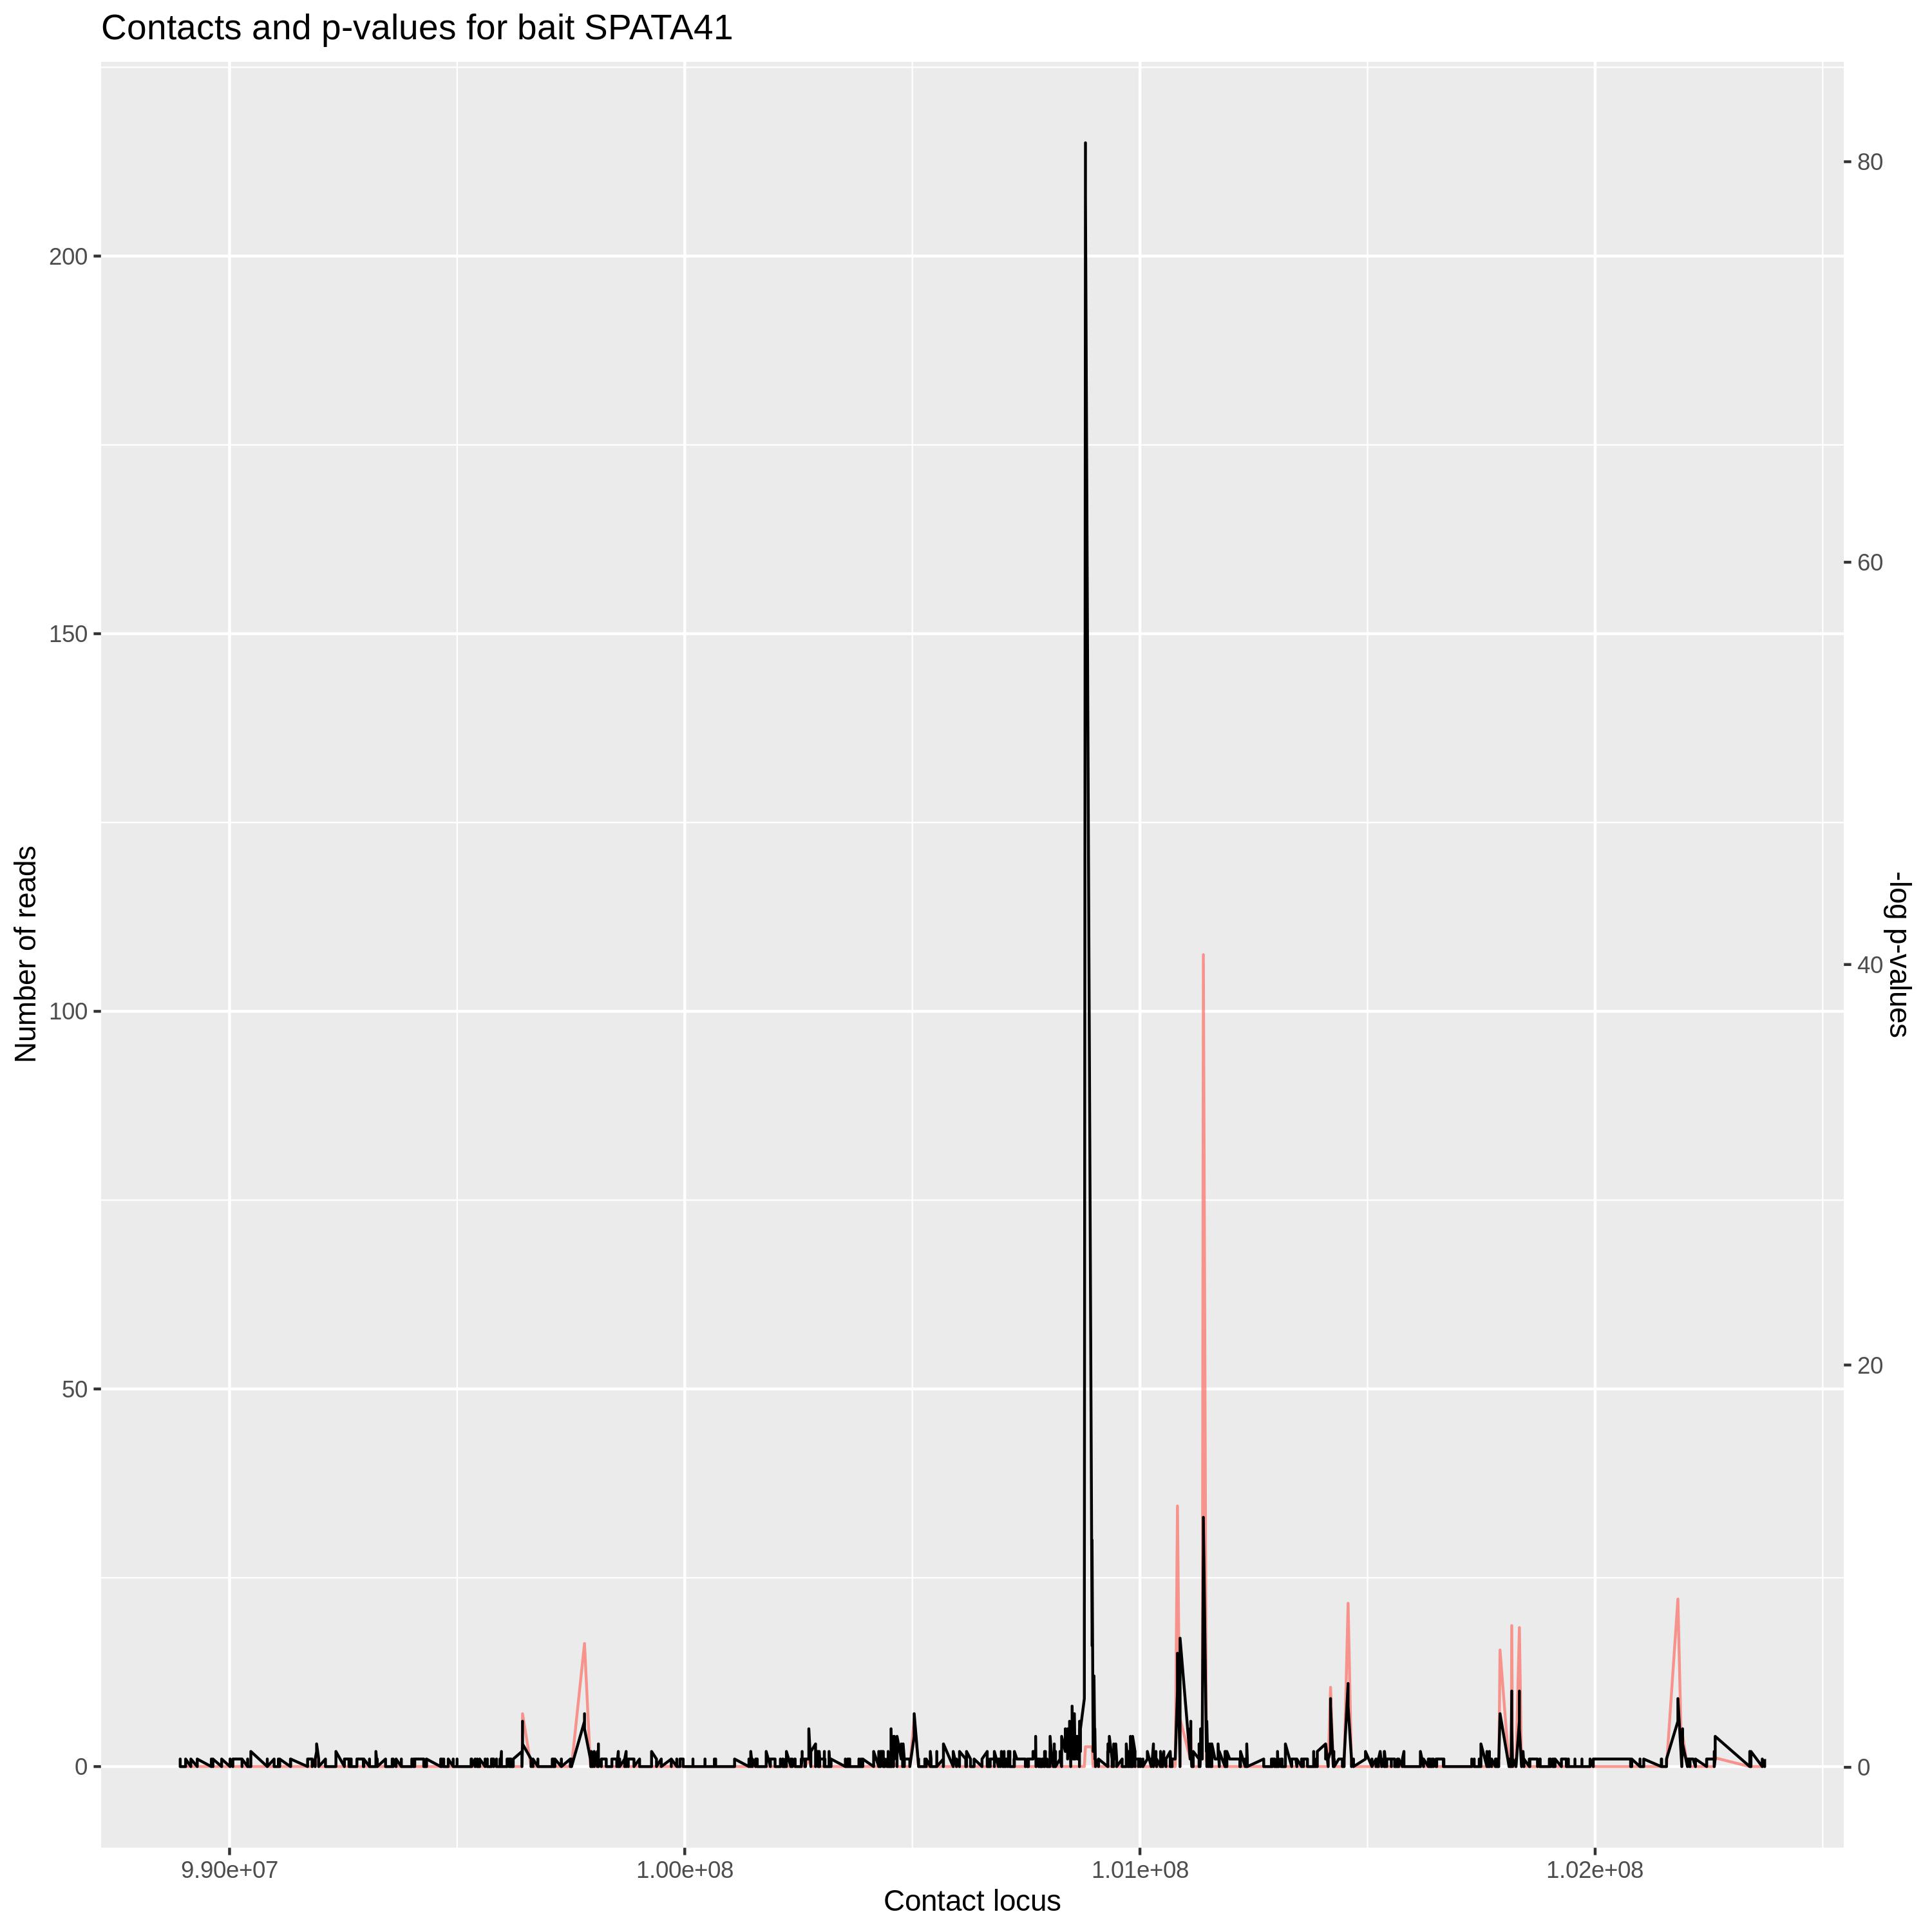 Contacts and p-values for bait SPATA41
Number of reads
200
150
100
50
0
80
60
40
20
0
-log p-values
9.90e+07
1.00e+08
1.01e+08
1.02e+08
Contact locus